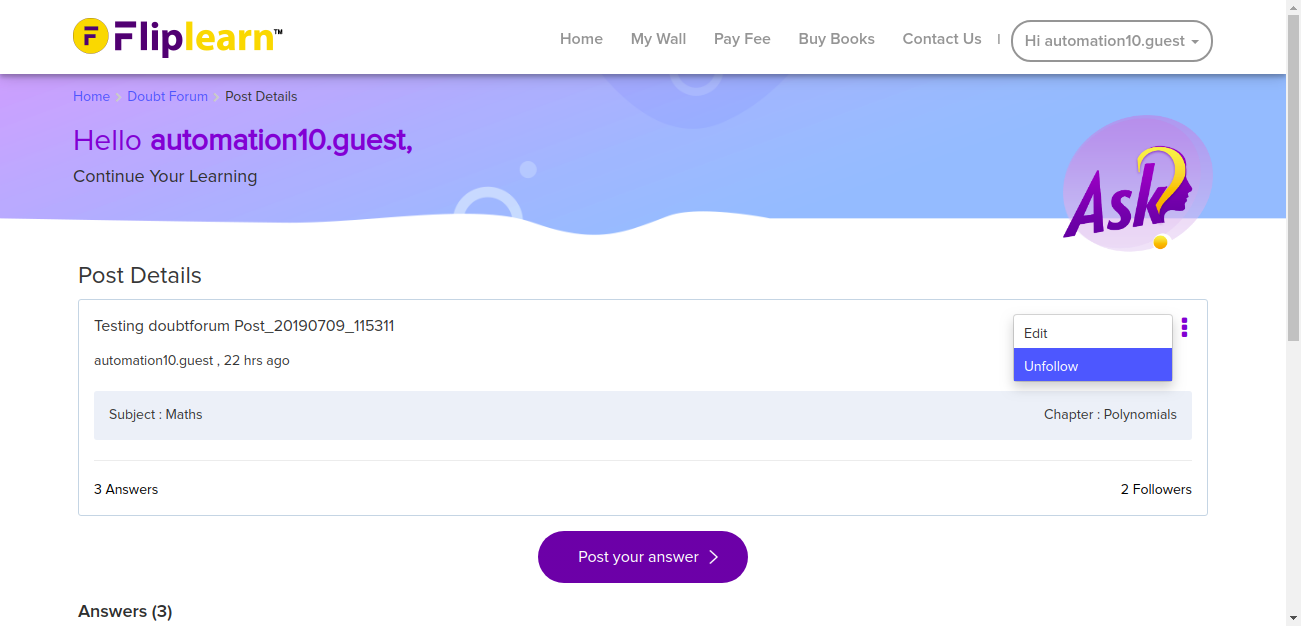 Fliplearn™
Home My Wall Pay Fee Buy Books Contact Us | Hi automation10.guest
Home > Doubt Forum > Post Details
Hello automation10.guest,
Continue Your Learning
Ask?
Post Details
Testing doubtforum Post_20190709_115311
Edit
automation10.guest , 22 hrs ago
Unfollow
Subject : Maths Chapter : Polynomials
3 Answers 2 Followers
Post your answer >
Answers (3)